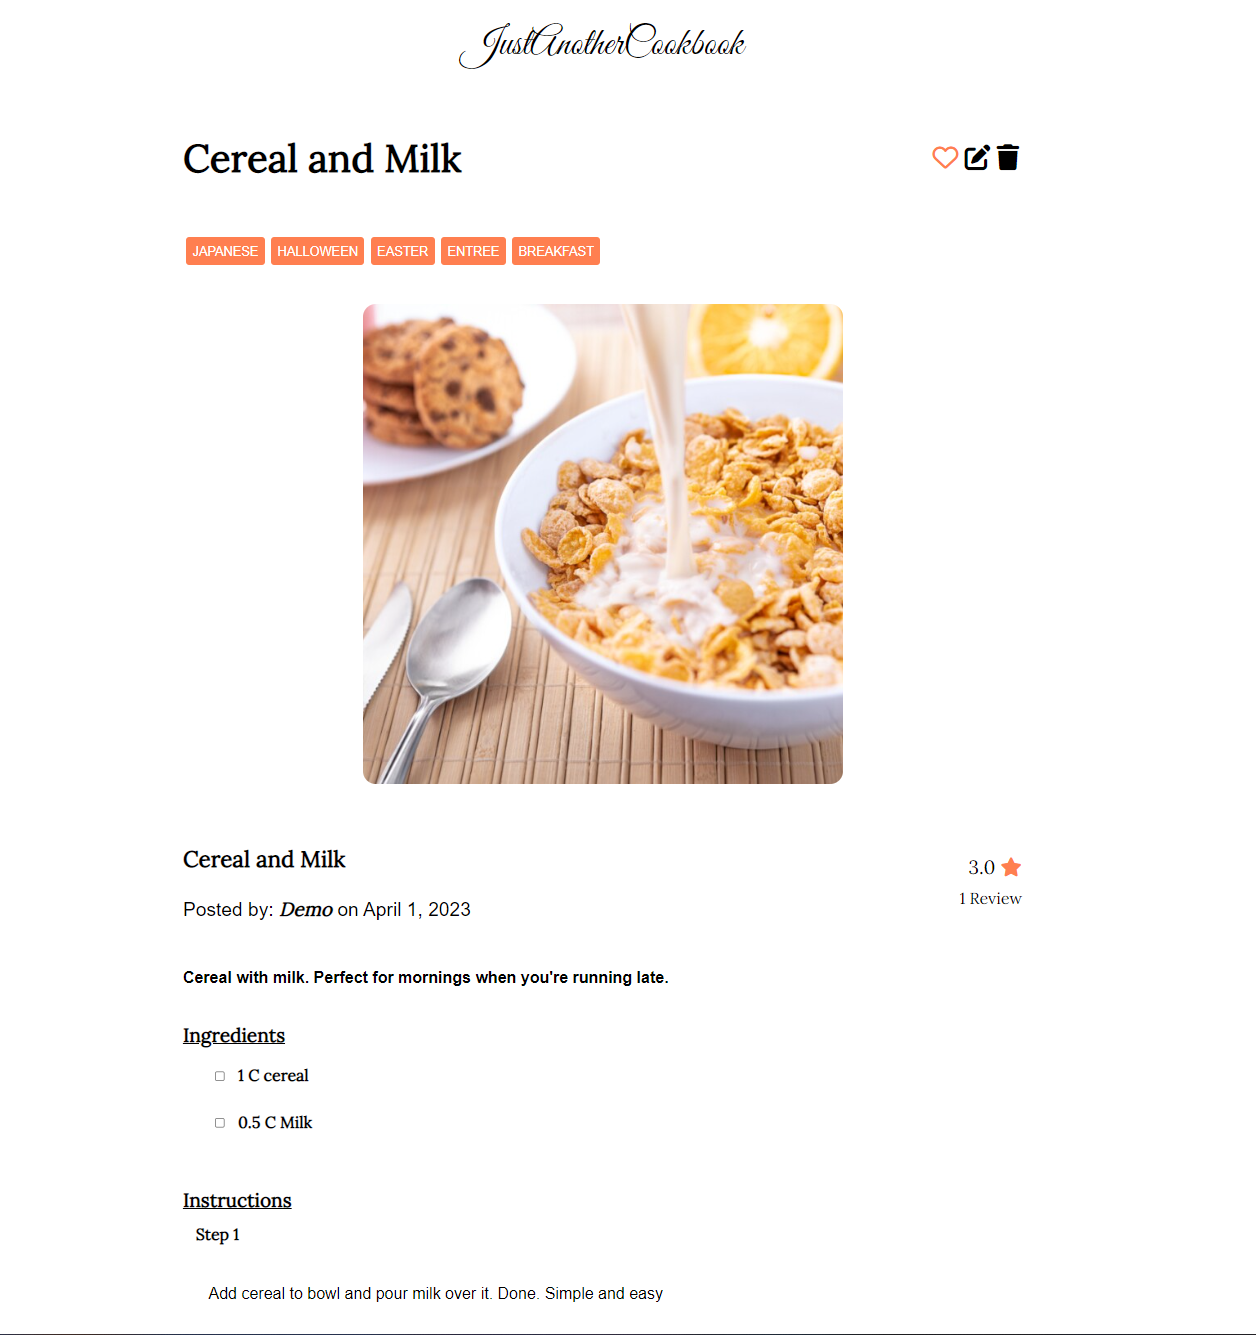 JustAnotherCookbook
Cereal and Milk
JAPANESE HALLOWEEN EASTER ENTREE BREAKFAST
Cereal and Milk
3.0
Posted by: Demo on April 1, 2023
1 Review
Cereal with milk. Perfect for mornings when you're running late.
Ingredients
1 C cereal
0.5 C Milk
Instructions
Step 1
Add cereal to bowl and pour milk over it. Done. Simple and easy